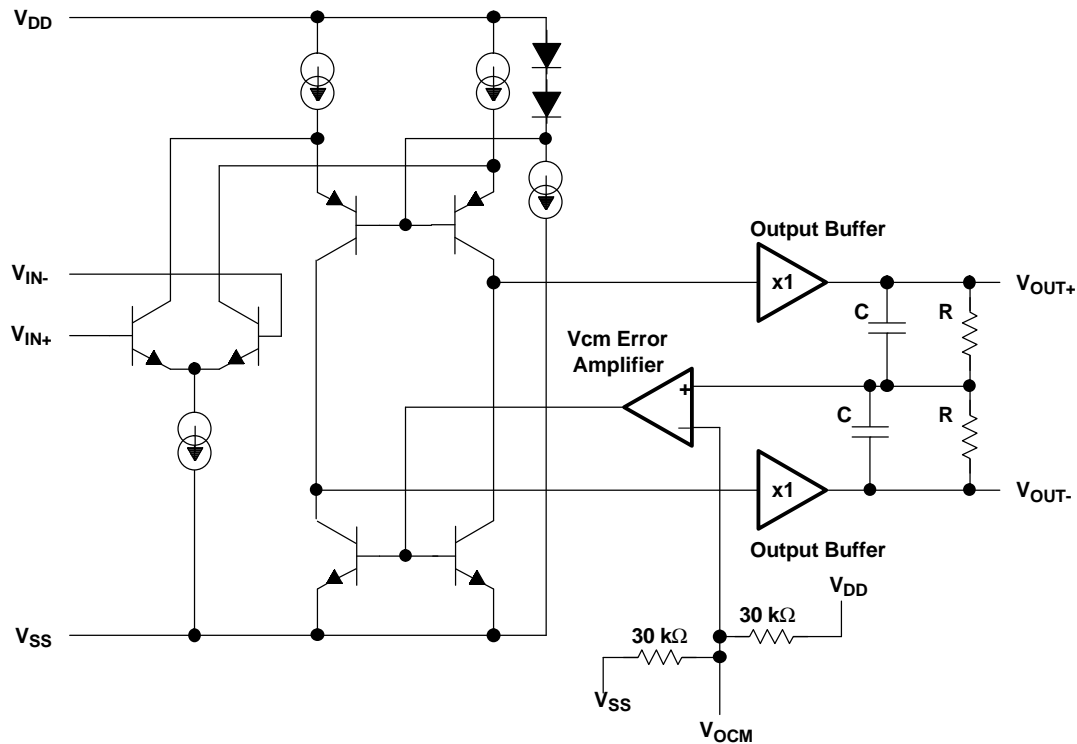 VDD
VIN-
VIN+
VSS
Output Buffer
x1
VOUT+
C
R
Vcm Error
Amplifier
+
–
C
R
x1
VOUT-
Output Buffer
VDD
30 kΩ
30 kΩ
VSS
VOCM